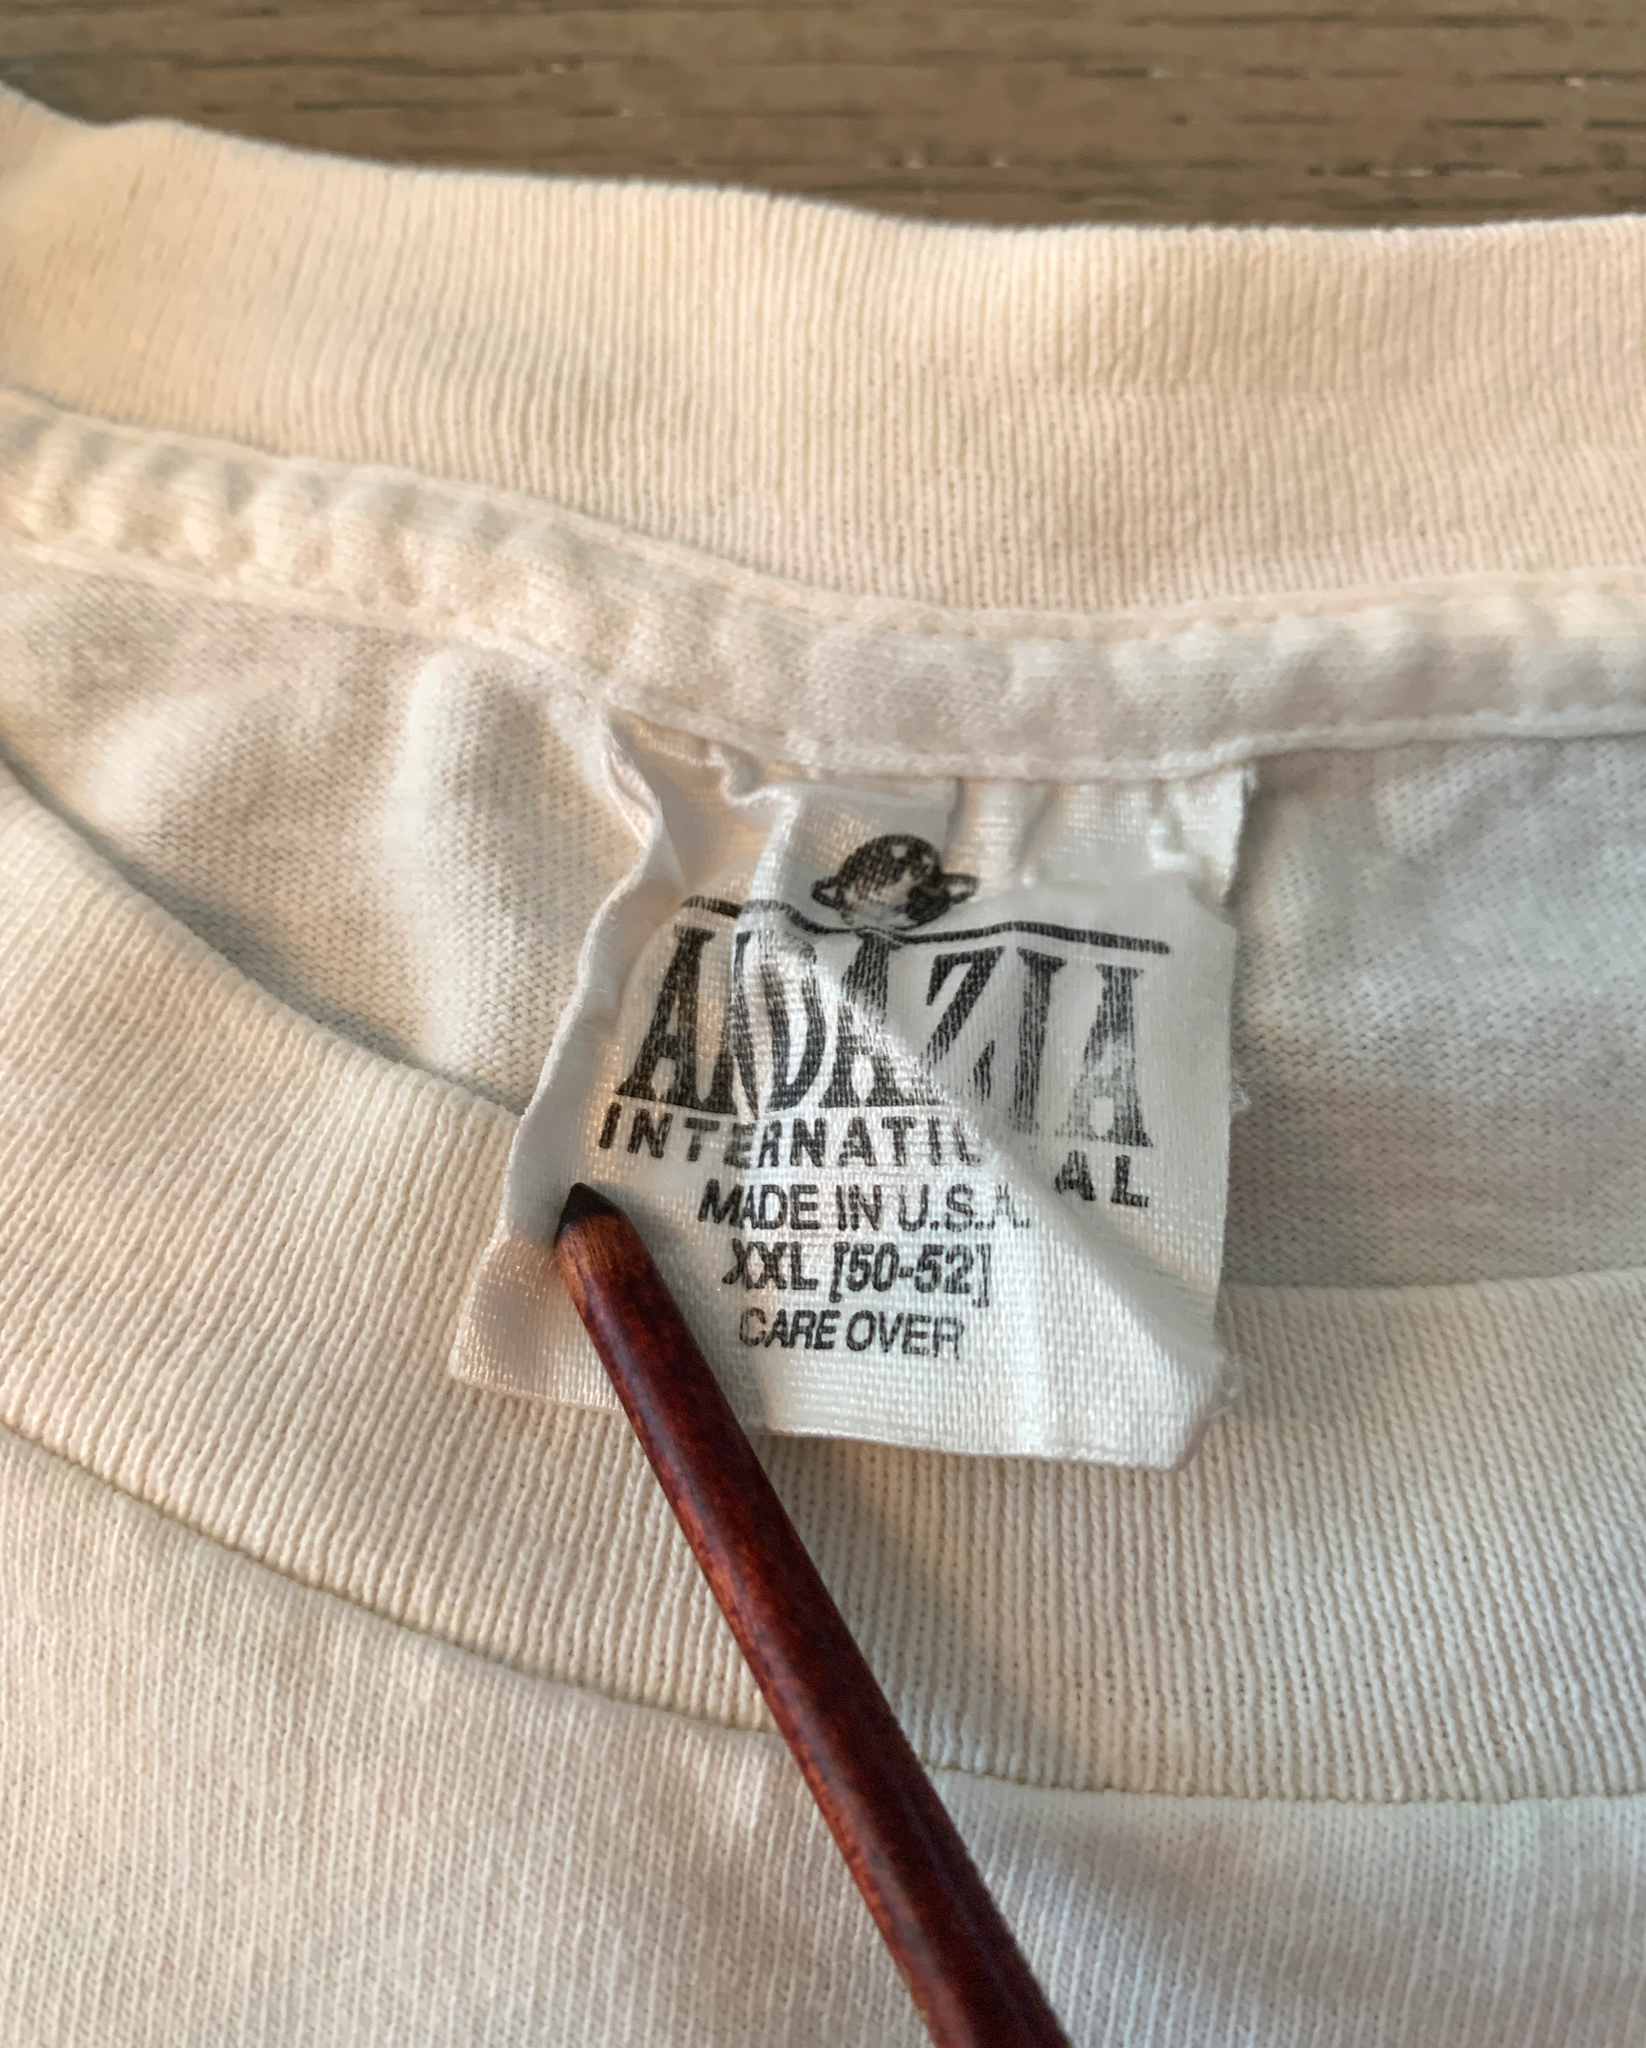 ANDAZIA
INTERNATIONAL
MADE IN U.S.A.
XXL [50-52]
CARE OVER